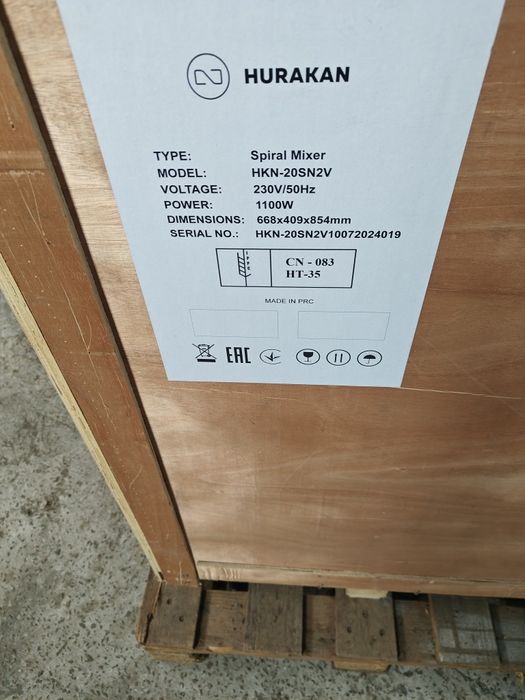 HURAKAN
TYPE: Spiral Mixer
MODEL: HKN-20SN2V
VOLTAGE: 230V/50Hz
POWER: 1100W
DIMENSIONS: 668x409x854mm
SERIAL NO.: HKN-20SN2V10072024019
IPPC
CN - 083
HT-35
MADE IN PRC
EAC